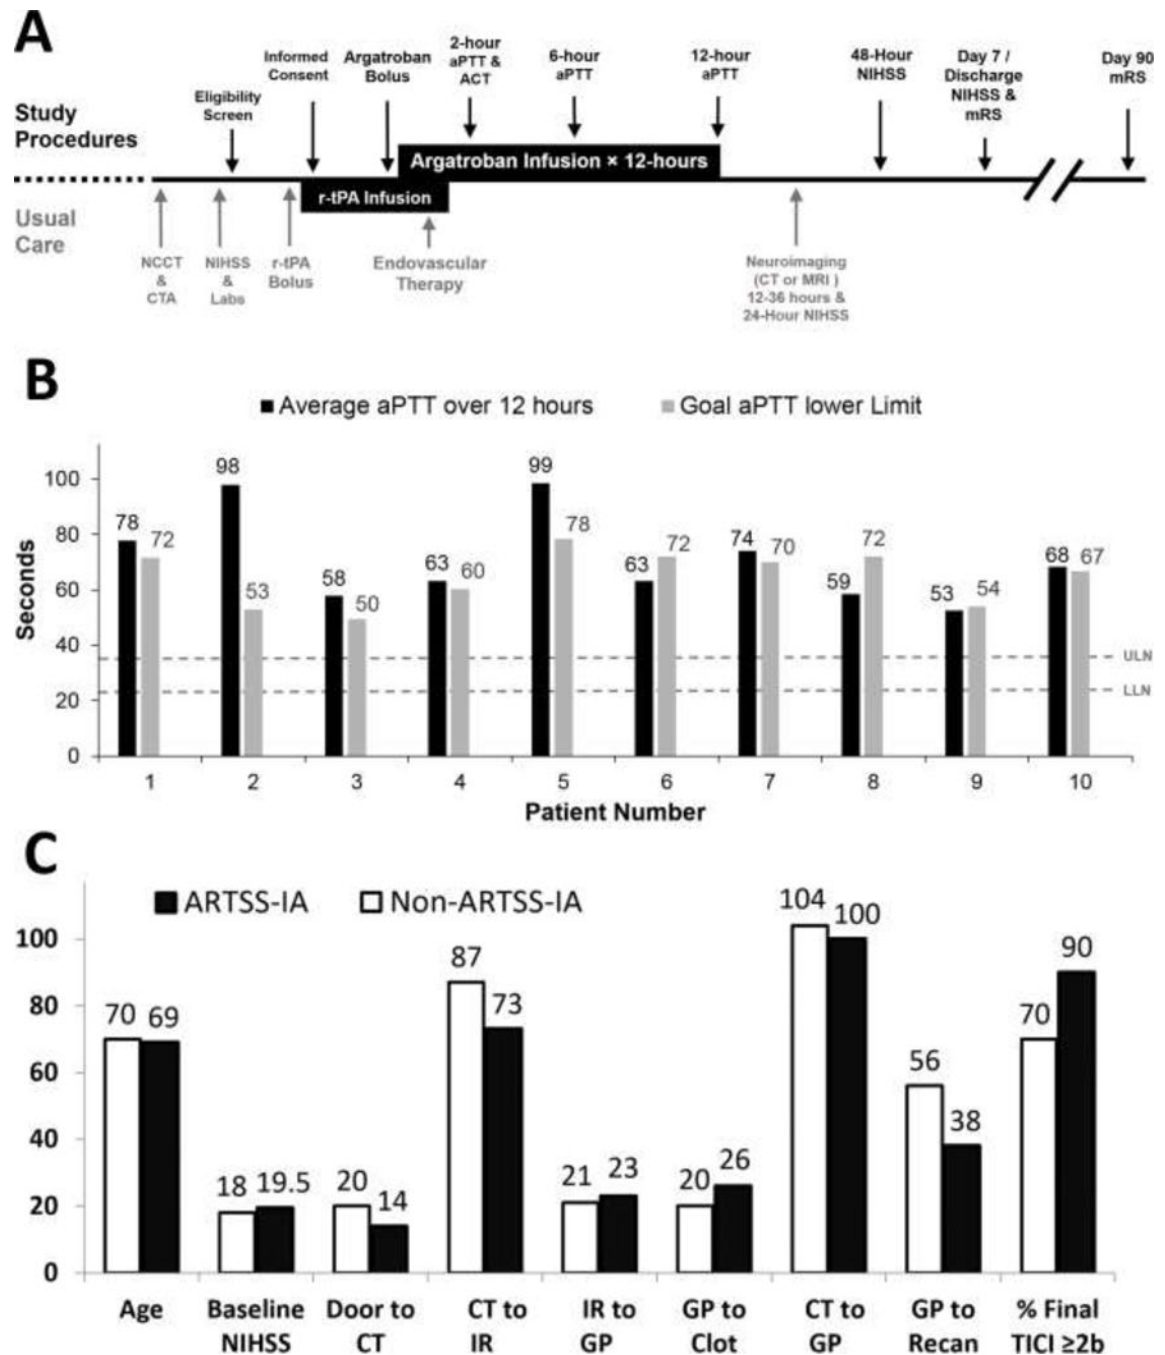 A
Study
Procedures
Usual
Care
Eligibility
Screen
Informed
Consent
Argatroban
Bolus
2-hour
aPTT &
ACT
6-hour
aPTT
12-hour
aPTT
48-Hour
NIHSS
Day 7 /
Discharge
NIHSS &
mRS
Day 90
mRS
Argatroban Infusion × 12-hours
r-tPA Infusion
NCCT
&
CTA
NIHSS
&
Labs
r-tPA
Bolus
Endovascular
Therapy
Neuroimaging
(CT or MRI )
12-36 hours &
24-Hour NIHSS
B
Average aPTT over 12 hours
Goal aPTT lower Limit
Seconds
100
80
60
40
20
0
78
72
98
53
58
50
63
60
99
78
63
72
74
70
59
72
53
54
68
67
ULN
LLN
1 2 3 4 5 6 7 8 9 10
Patient Number
C
ARTSS-IA
Non-ARTSS-IA
100
80
60
40
20
0
70
69
18
19.5
20
14
87
73
21
23
20
26
104
100
56
38
70
90
Age
Baseline
NIHSS
Door to
CT
CT to
IR
IR to
GP
GP to
Clot
CT to
GP
GP to
Recan
% Final
TICI ≥2b